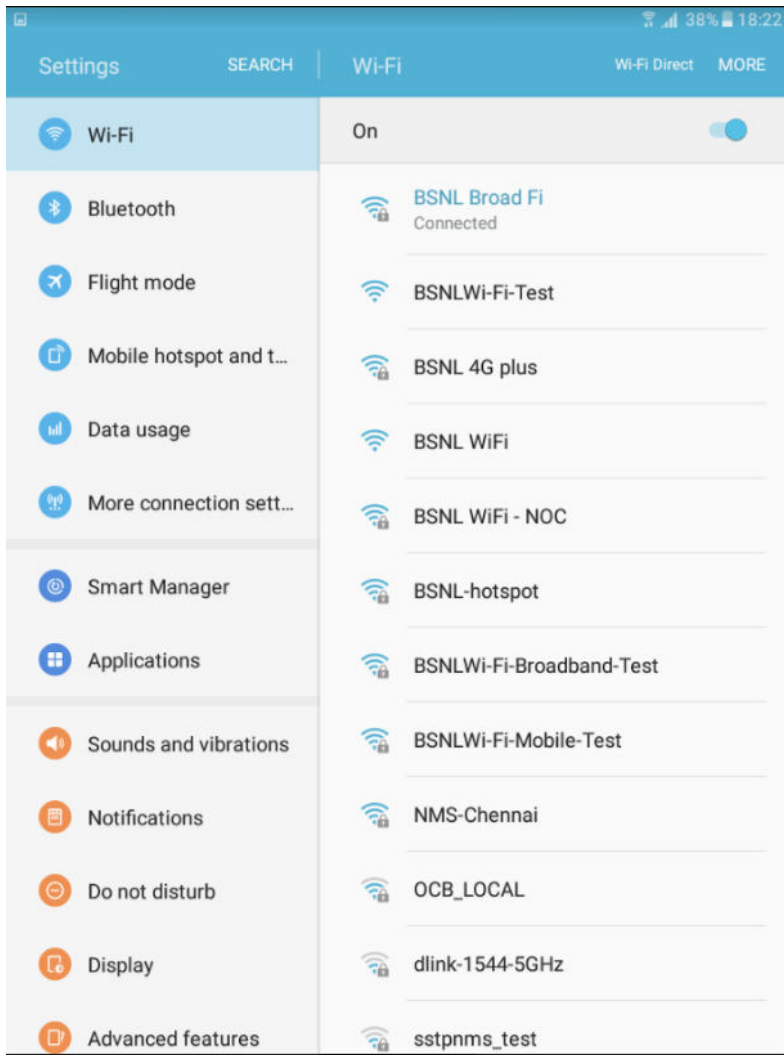 38% 18:22
Settings SEARCH
Wi-Fi Wi-Fi Direct MORE
Wi-Fi
Bluetooth
Flight mode
Mobile hotspot and t...
Data usage
More connection sett...
Smart Manager
Applications
Sounds and vibrations
Notifications
Do not disturb
Display
Advanced features
On
BSNL Broad Fi
Connected
BSNLWi-Fi-Test
BSNL 4G plus
BSNL WiFi
BSNL WiFi - NOC
BSNL-hotspot
BSNLWi-Fi-Broadband-Test
BSNLWi-Fi-Mobile-Test
NMS-Chennai
OCB_LOCAL
dlink-1544-5GHz
sstpnms_test